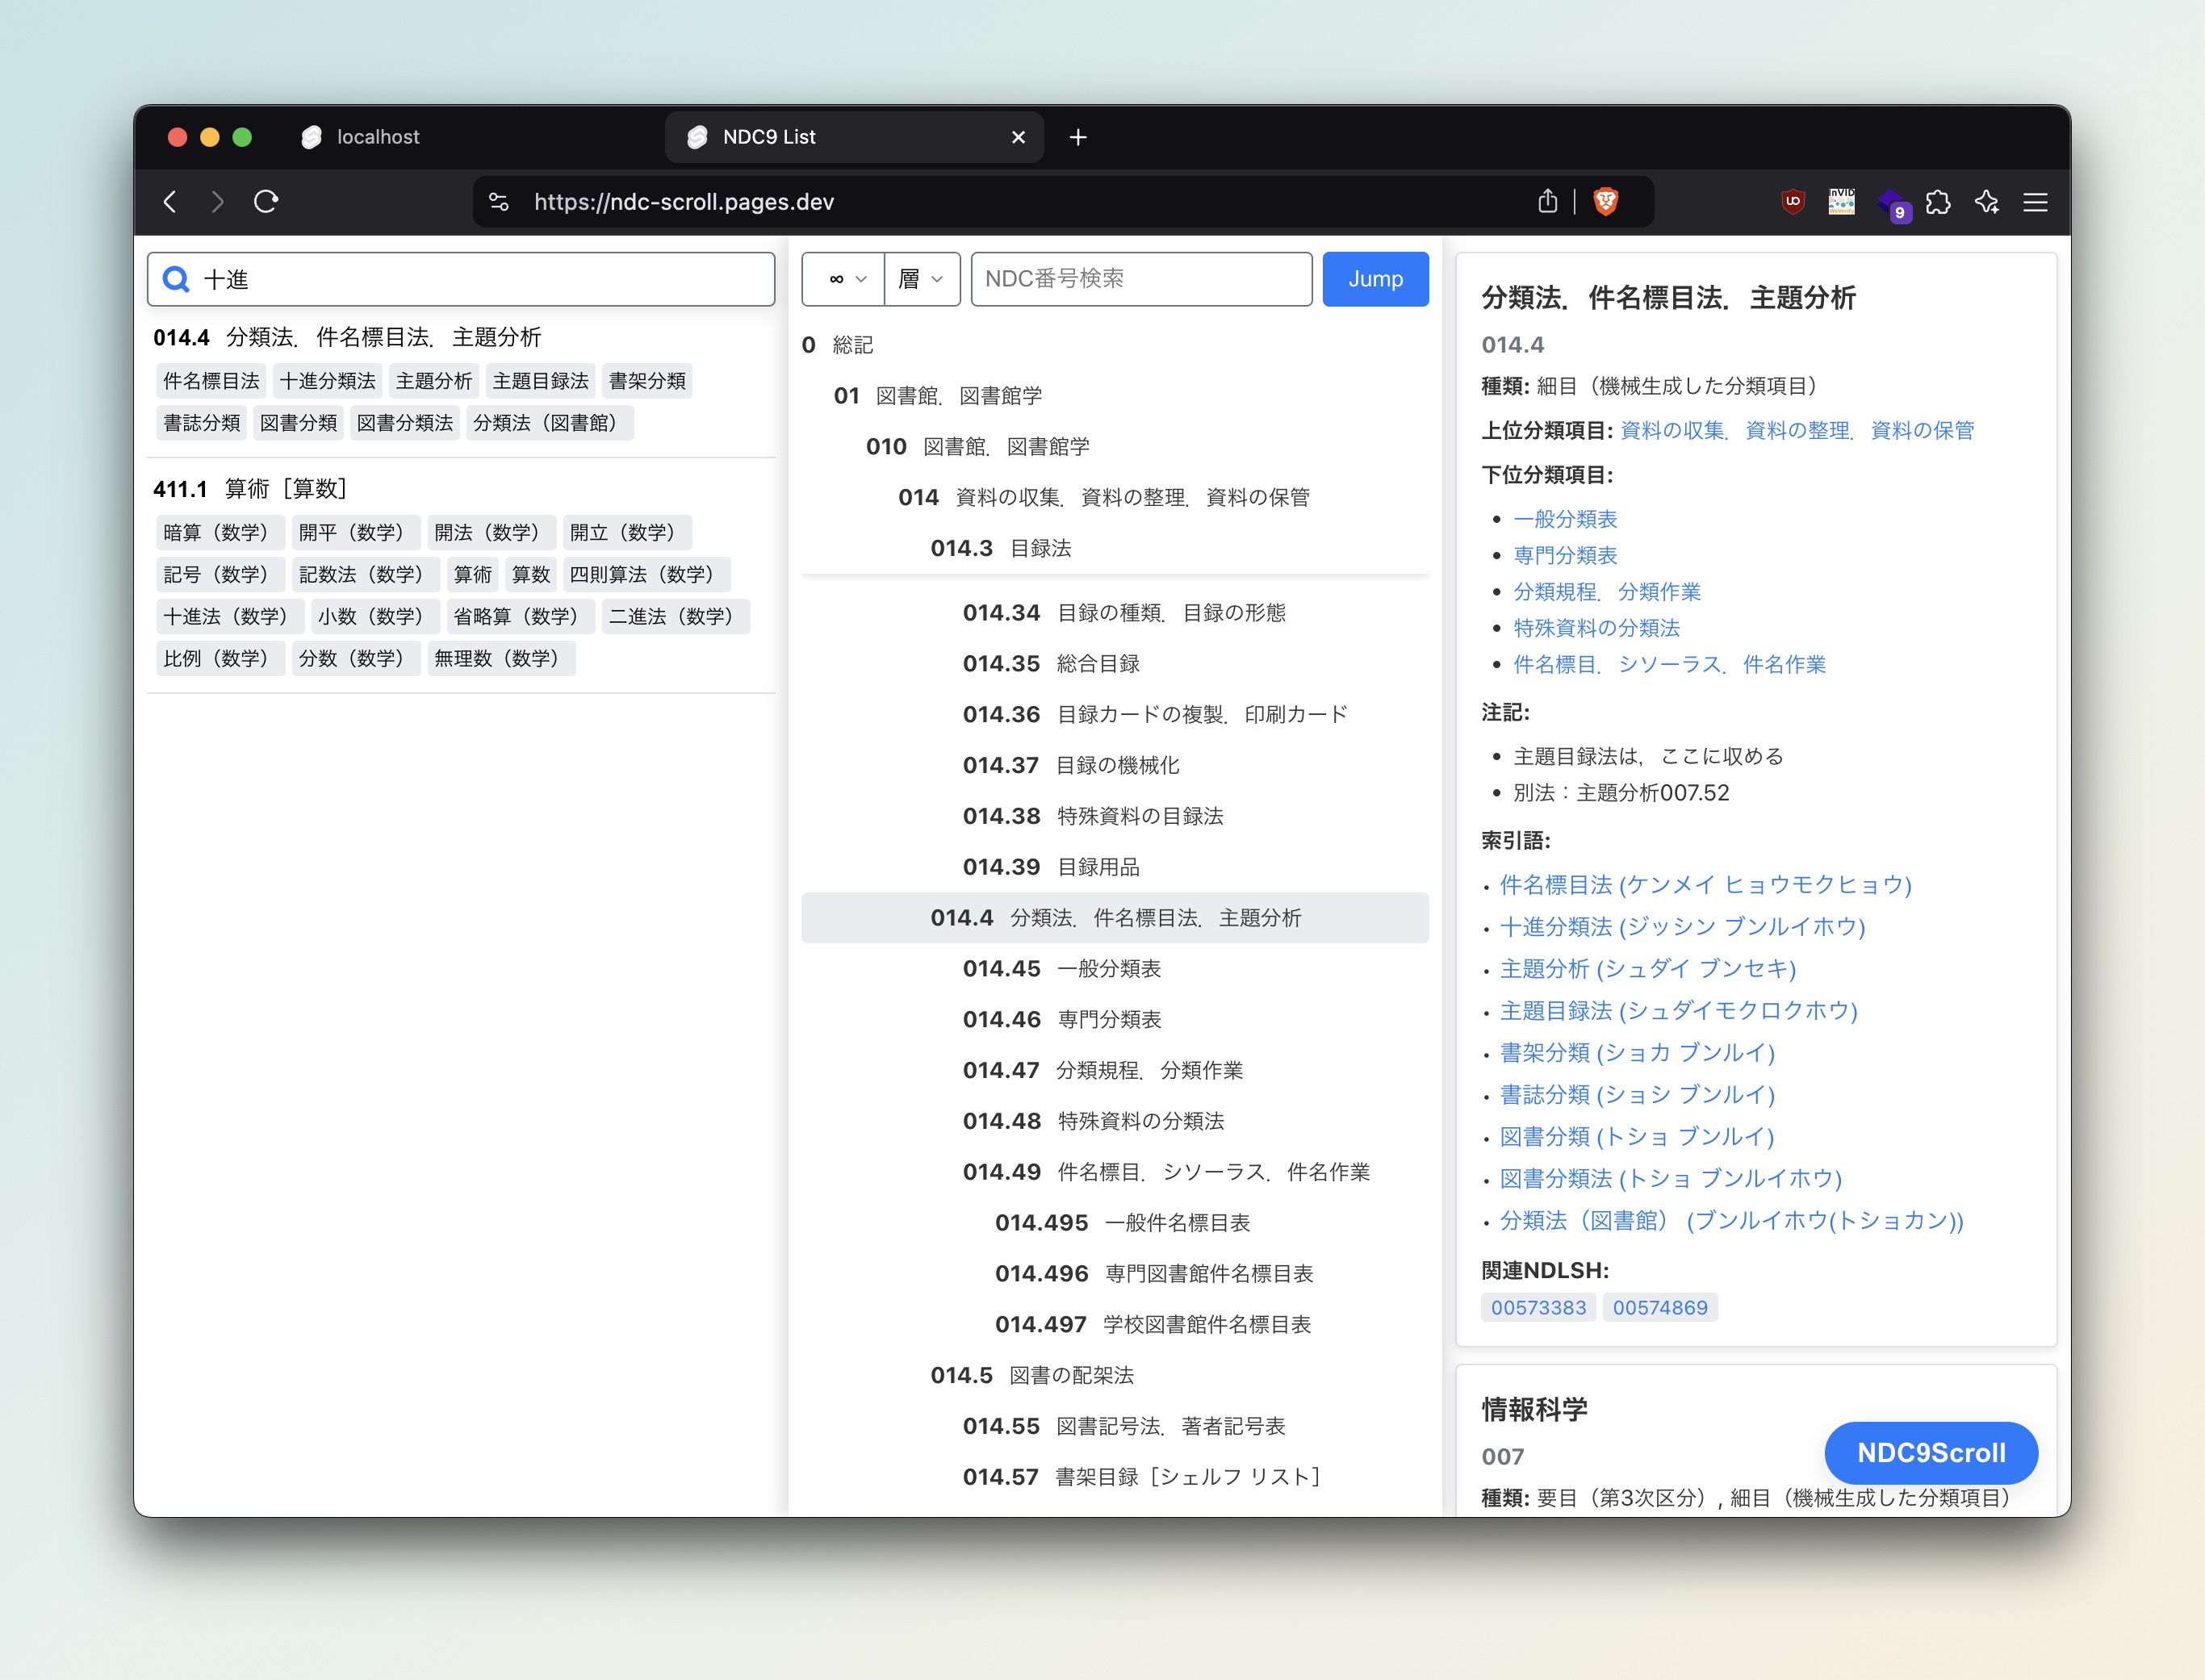 localhost
NDC9 List
https://ndc-scroll.pages.dev
InVID
9
十進
014.4 分類法．件名標目法．主題分析
件名標目法 十進分類法 主題分析 主題目録法 書架分類
書誌分類 図書分類 図書分類法 分類法（図書館）
411.1 算術［算数］
暗算（数学） 開平（数学） 開法（数学） 開立（数学）
記号（数学） 記数法（数学） 算術 算数 四則算法（数学）
十進法（数学） 小数（数学） 省略算（数学） 二進法（数学）
比例（数学） 分数（数学） 無理数（数学）
∞ 層 NDC番号検索 Jump
0 総記
01 図書館．図書館学
010 図書館．図書館学
014 資料の収集．資料の整理．資料の保管
014.3 目録法
014.34 目録の種類．目録の形態
014.35 総合目録
014.36 目録カードの複製．印刷カード
014.37 目録の機械化
014.38 特殊資料の目録法
014.39 目録用品
014.4 分類法．件名標目法．主題分析
014.45 一般分類表
014.46 専門分類表
014.47 分類規程．分類作業
014.48 特殊資料の分類法
014.49 件名標目．シソーラス．件名作業
014.495 一般件名標目表
014.496 専門図書館件名標目表
014.497 学校図書館件名標目表
014.5 図書の配架法
014.55 図書記号法．著者記号表
014.57 書架目録［シェルフ リスト］
分類法．件名標目法．主題分析
014.4
種類: 細目（機械生成した分類項目）
上位分類項目: 資料の収集．資料の整理．資料の保管
下位分類項目:
• 一般分類表
• 専門分類表
• 分類規程．分類作業
• 特殊資料の分類法
• 件名標目．シソーラス．件名作業
注記:
• 主題目録法は，ここに収める
• 別法：主題分析007.52
索引語:
• 件名標目法 (ケンメイ ヒョウモクヒョウ)
• 十進分類法 (ジッシン ブンルイホウ)
• 主題分析 (シュダイ ブンセキ)
• 主題目録法 (シュダイモクロクホウ)
• 書架分類 (ショカ ブンルイ)
• 書誌分類 (ショシ ブンルイ)
• 図書分類 (トショ ブンルイ)
• 図書分類法 (トショ ブンルイホウ)
• 分類法（図書館） (ブンルイホウ(トショカン))
関連NDLSH:
00573383 00574869
情報科学
007
NDC9Scroll
種類: 要目（第3次区分）, 細目（機械生成した分類項目）